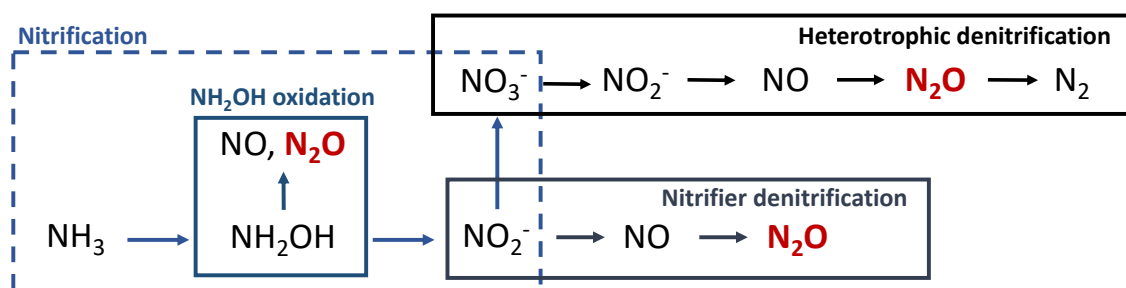 Nitrification
Heterotrophic denitrification
NO₃⁻ NO₂⁻ NO N₂O N₂
NH₂OH oxidation
NO, N₂O
Nitrifier denitrification
NH₃ NH₂OH NO₂⁻ NO N₂O